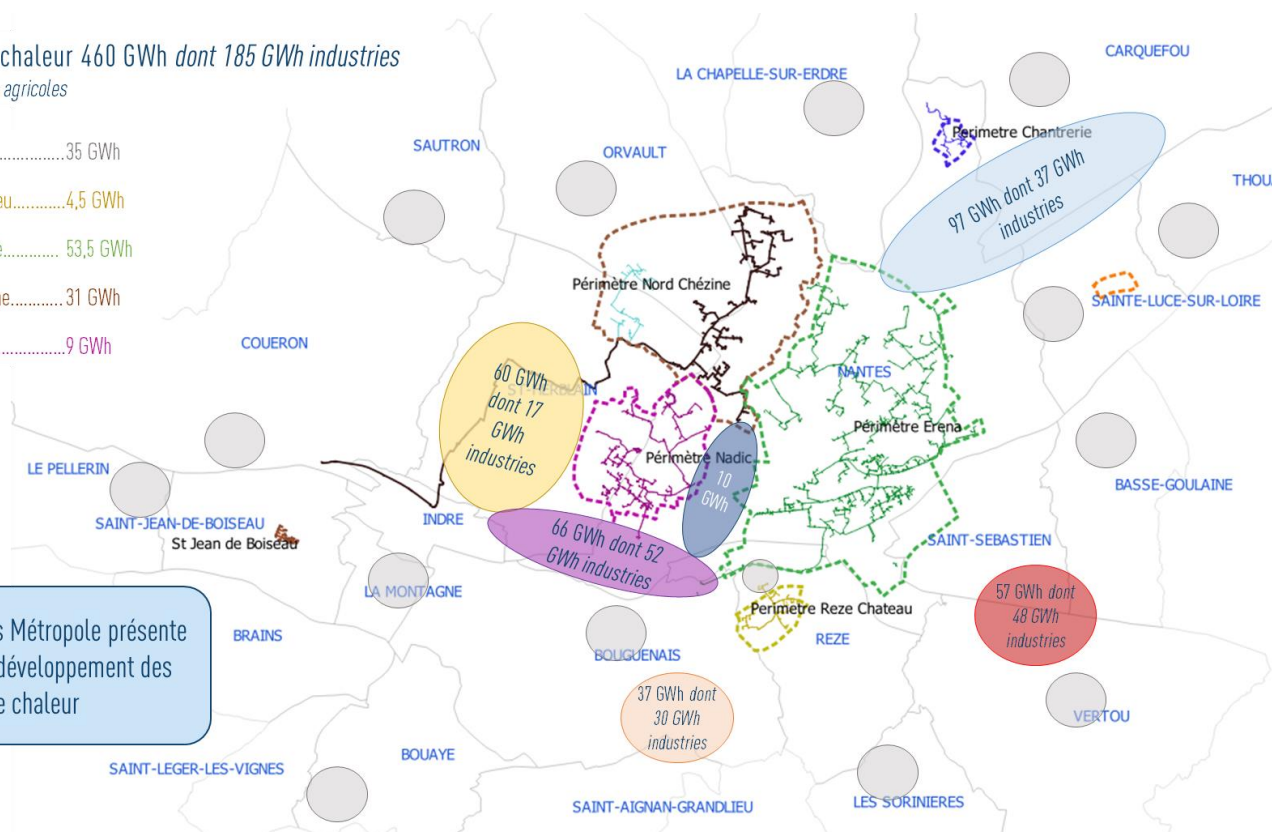 chaleur 460 GWh dont 185 GWh industries
agricoles
..............35 GWh
eu............4,5 GWh
e............. 53,5 GWh
ne............31 GWh
...............9 GWh
CARQUEFOU
LA CHAPELLE-SUR-ERDRE
Perimetre Chantrerie
SAUTRON
ORVAULT
97 GWh dont 37 GWh
industries
THOU
Périmètre Nord Chézine
SAINTE-LUCE-SUR-LOIRE
COUERON
60 GWh
dont 17
GWh
industries
ST-HERBLAIN
NANTES
Périmètre Erena
Périmètre Nadic
10
GWh
LE PELLERIN
BASSE-GOULAINE
SAINT-JEAN-DE-BOISEAU
St Jean de Boiseau
INDRE
66 GWh dont 52
GWh industries
SAINT-SEBASTIEN
LA MONTAGNE
57 GWh dont
48 GWh
industries
Perimetre Reze Chateau
REZE
s Métropole présente
développement des
e chaleur
BRAINS
BOUGUENAIS
37 GWh dont
30 GWh
industries
VERTOU
BOUAYE
SAINT-LEGER-LES-VIGNES
SAINT-AIGNAN-GRANDLIEU
LES SORINIERES